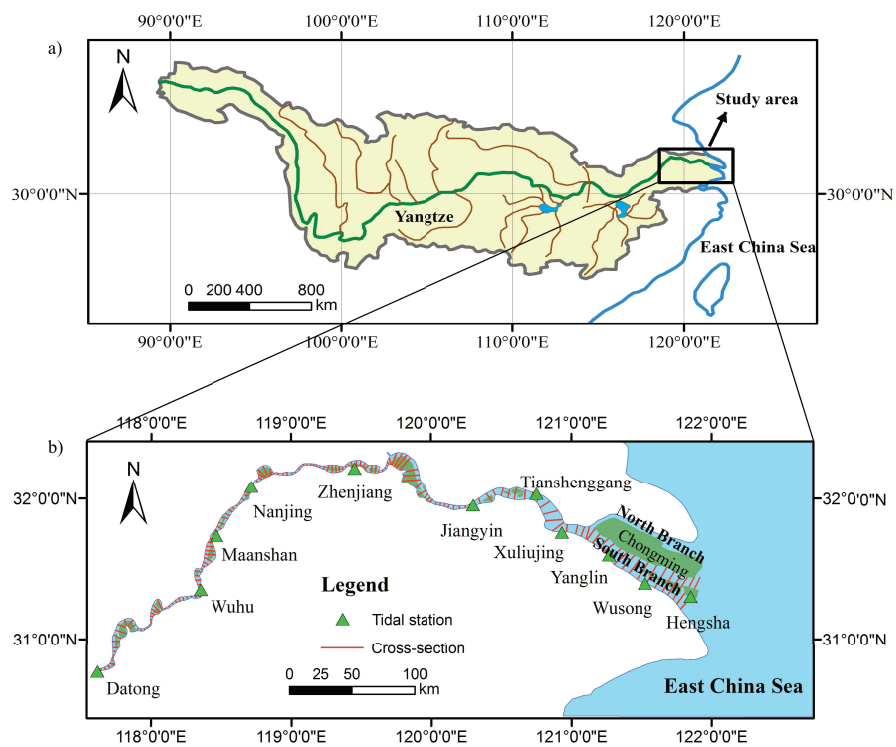 90°0'0"E 100°0'0"E 110°0'0"E 120°0'0"E
a)
N
Study area
30°0'0"N 30°0'0"N
Yangtze
East China Sea
0 200 400 800
km
90°0'0"E 100°0'0"E 110°0'0"E 120°0'0"E
118°0'0"E 119°0'0"E 120°0'0"E 121°0'0"E 122°0'0"E
b)
N
32°0'0"N 32°0'0"N
Zhenjiang
Tianshenggang
Nanjing
North Branch
Jiangyin
Maanshan
Xuliujing
Chongming
South Branch
Yanglin
Legend
Wuhu
Wusong
Tidal station
Hengsha
31°0'0"N 31°0'0"N
Cross-section
0 25 50 100
km
Datong
East China Sea
118°0'0"E 119°0'0"E 120°0'0"E 121°0'0"E 122°0'0"E